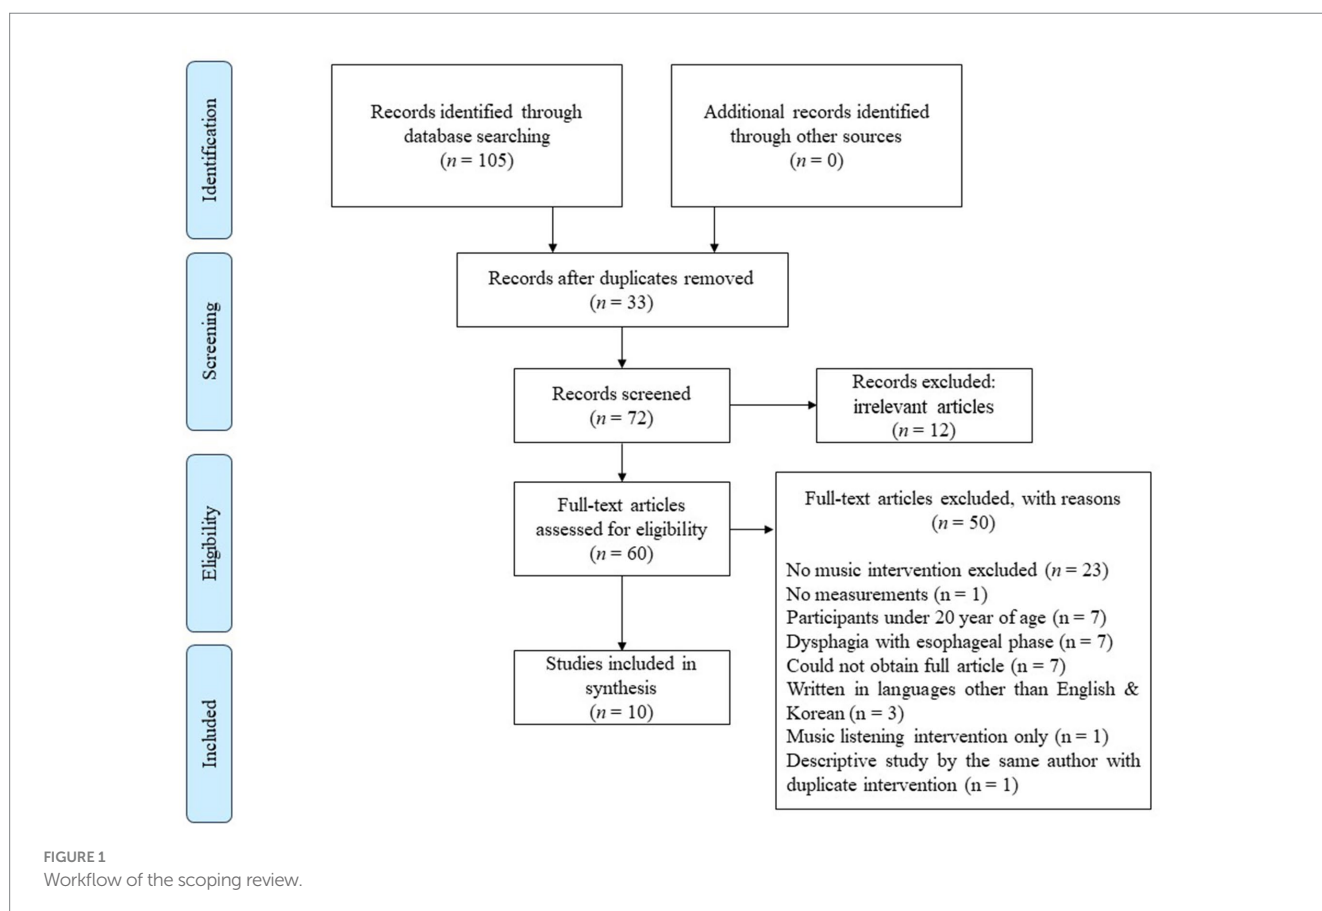 Identification
Records identified through
database searching
(n = 105)
Additional records identified
through other sources
(n = 0)
Screening
Records after duplicates removed
(n = 33)
Records screened
(n = 72)
Records excluded:
irrelevant articles
(n = 12)
Eligibility
Full-text articles
assessed for eligibility
(n = 60)
Full-text articles excluded, with reasons
(n = 50)
No music intervention excluded (n = 23)
No measurements (n = 1)
Participants under 20 year of age (n = 7)
Dysphagia with esophageal phase (n = 7)
Could not obtain full article (n = 7)
Written in languages other than English &
Korean (n = 3)
Music listening intervention only (n = 1)
Descriptive study by the same author with
duplicate intervention (n = 1)
Included
Studies included in
synthesis
(n = 10)
FIGURE 1
Workflow of the scoping review.